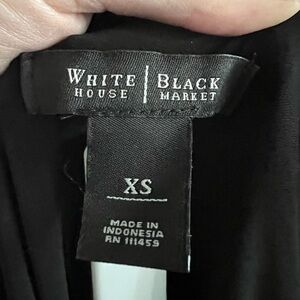 WHITE | BLACK
HOUSE | MARKET
XS
MADE IN
INDONESIA
RN 111459